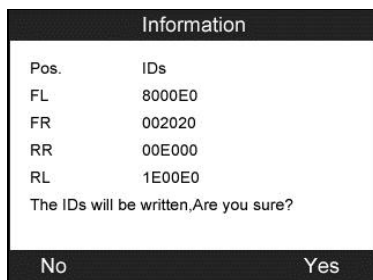 Information
Pos. IDs
FL 8000E0
FR 002020
RR 00E000
RL 1E00E0
The IDs will be written,Are you sure?
No Yes